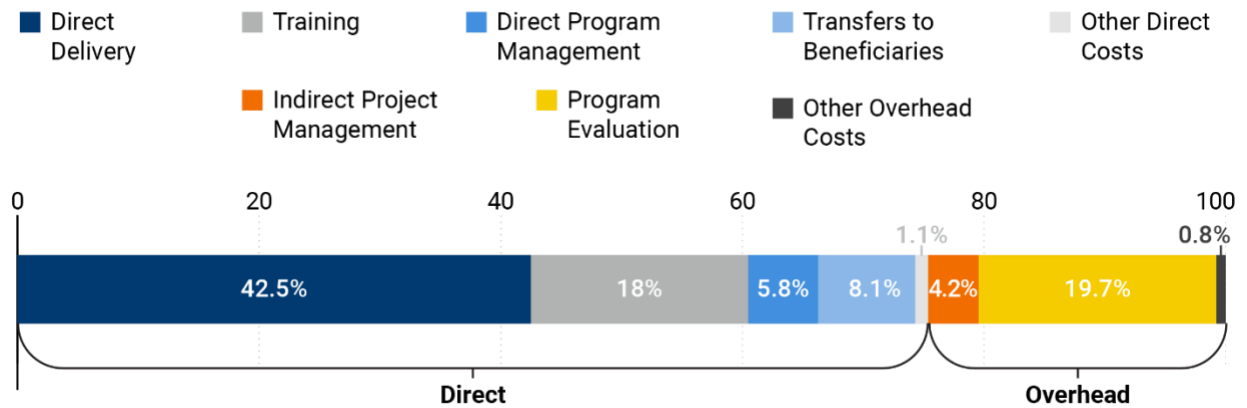 Direct
Delivery
Training
Direct Program
Management
Transfers to
Beneficiaries
Other Direct
Costs
Indirect Project
Management
Program
Evaluation
Other Overhead
Costs
0 20 40 60 80 100
1.1% 0.8%
42.5% 18% 5.8% 8.1% 4.2% 19.7%
Direct Overhead